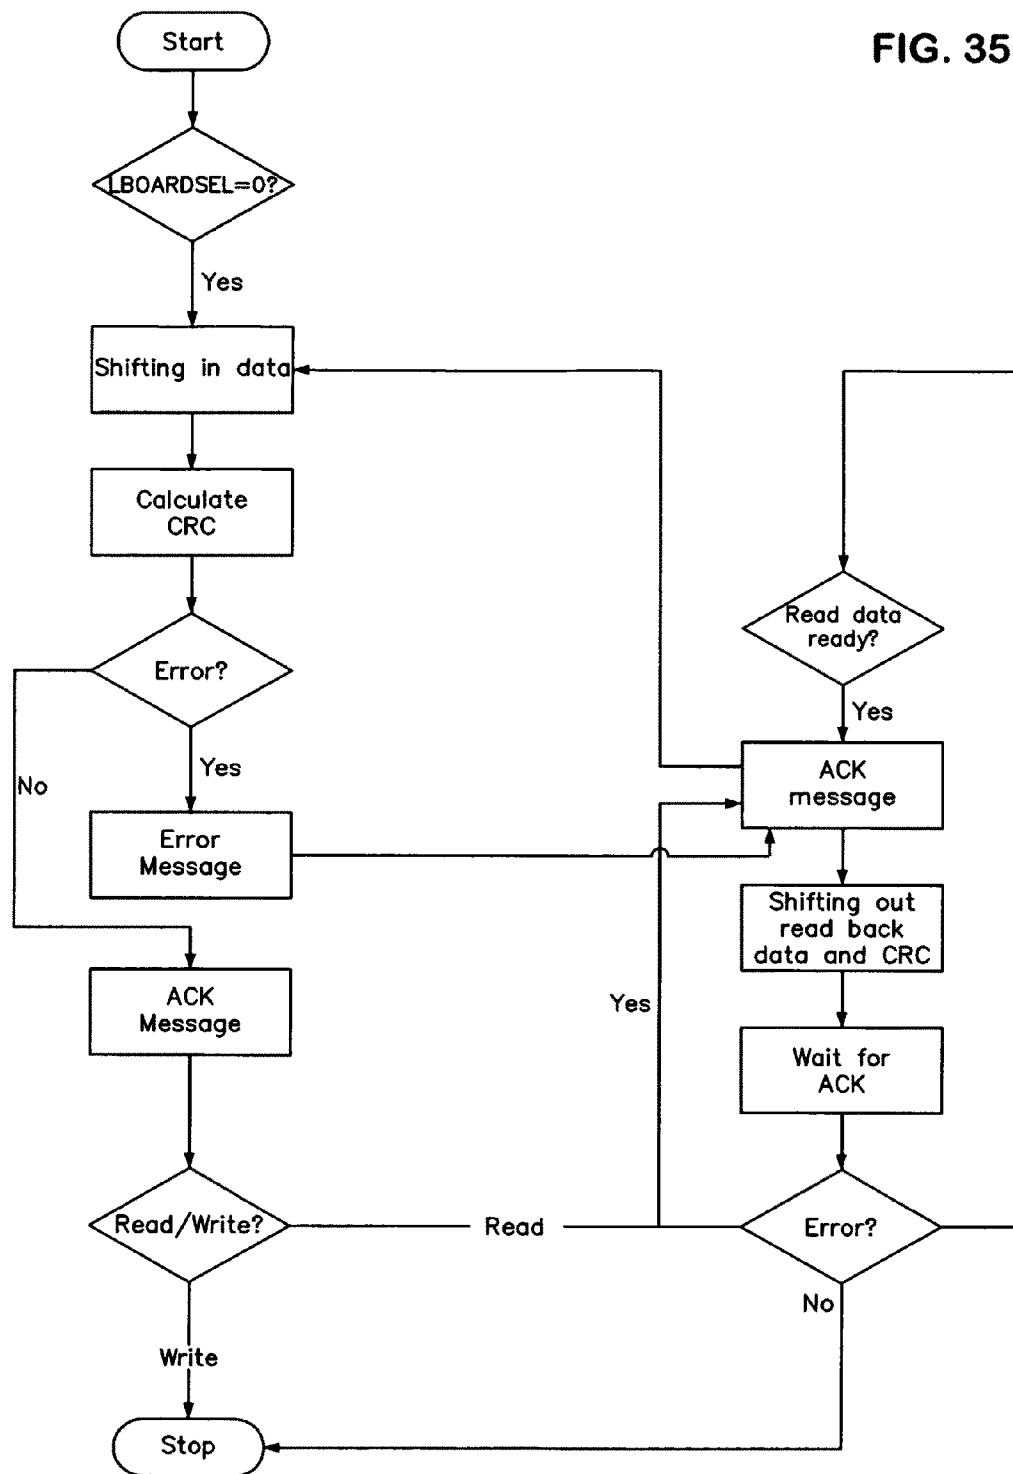 FIG. 35
Start
LBOARDSEL=0?
Yes
Shifting in data
Calculate
CRC
Error?
Yes
No
Error
Message
ACK
Message
Read/Write?
Read
Write
Stop
Read data
ready?
Yes
ACK
message
Shifting out
read back
data and CRC
Yes
Wait for
ACK
Error?
No